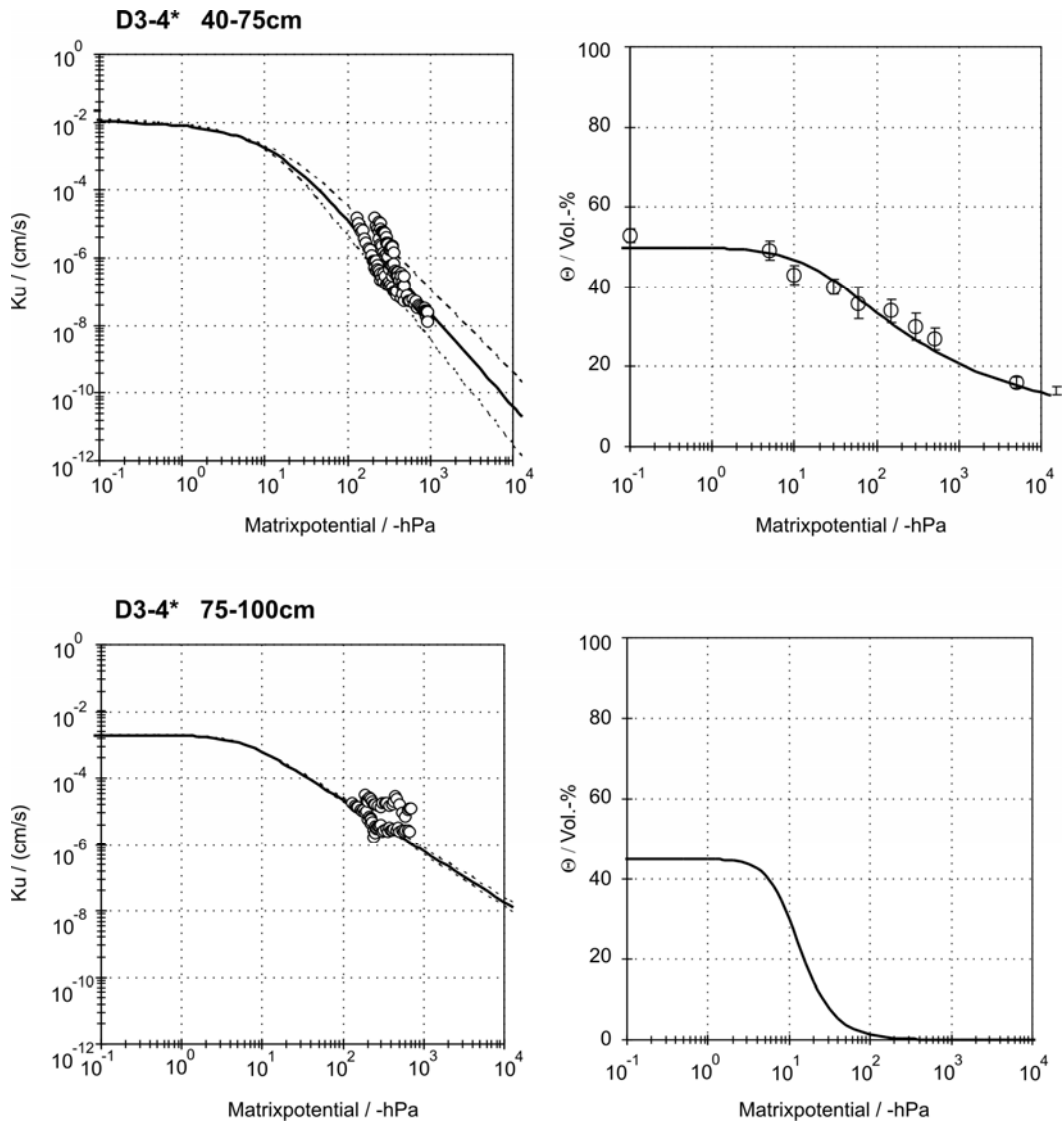 D3-4* 40-75cm
10^0
10^-2
10^-4
10^-6
10^-8
10^-10
10^-12
Ku / (cm/s)
10^-1 10^0 10^1 10^2 10^3 10^4
Matrixpotential / -hPa
100
80
60
40
20
0
Θ / Vol.-%
10^-1 10^0 10^1 10^2 10^3 10^4
Matrixpotential / -hPa
D3-4* 75-100cm
10^0
10^-2
10^-4
10^-6
10^-8
10^-10
10^-12
Ku / (cm/s)
10^-1 10^0 10^1 10^2 10^3 10^4
Matrixpotential / -hPa
100
80
60
40
20
0
Θ / Vol.-%
10^-1 10^0 10^1 10^2 10^3 10^4
Matrixpotential / -hPa